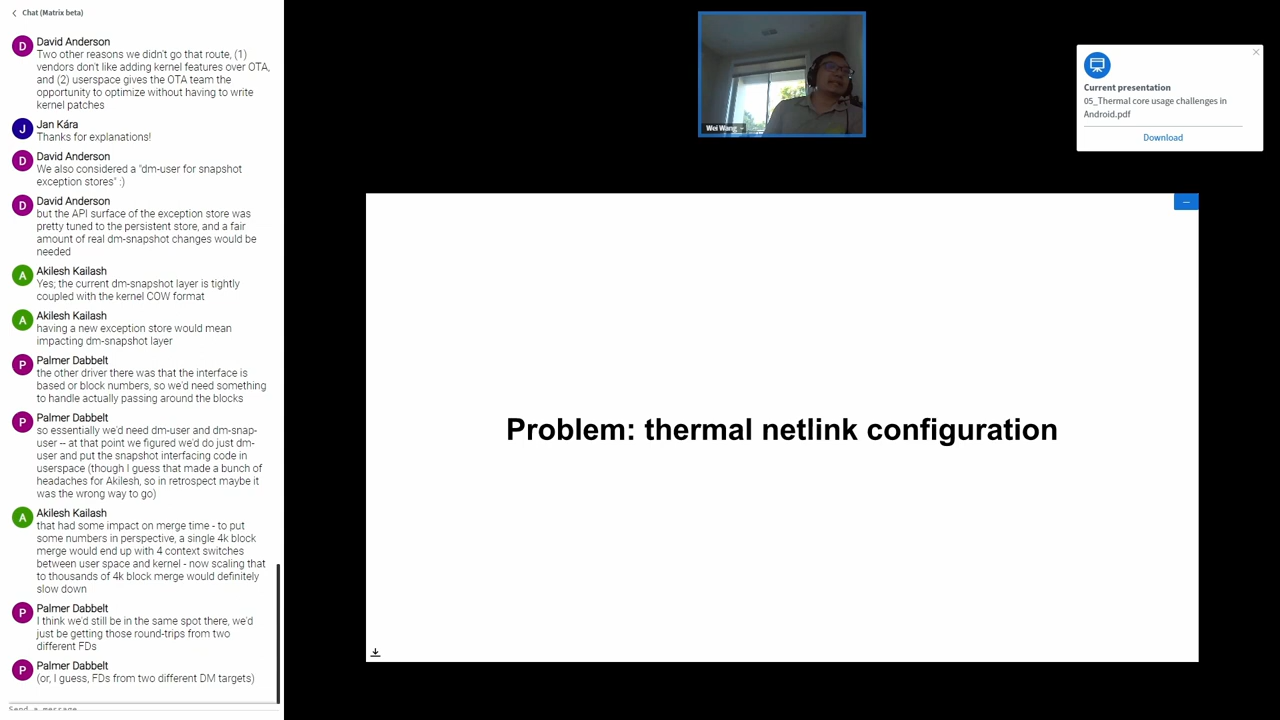 Chat (Matrix beta)
David Anderson
Two other reasons we didn't go that route, (1)
vendors don't like adding kernel features over OTA,
and (2) userspace gives the OTA team the
opportunity to optimize without having to write
kernel patches
J
Jan Kára
Thanks for explanations!
D
David Anderson
We also considered a "dm-user for snapshot
exception stores" :)
D
David Anderson
but the API surface of the exception store was
pretty tuned to the persistent store, and a fair
amount of real dm-snapshot changes would be
needed
A
Akilesh Kailash
Yes; the current dm-snapshot layer is tightly
coupled with the kernel COW format
A
Akilesh Kailash
having a new exception store would mean
impacting dm-snapshot layer
P
Palmer Dabbelt
the other driver there was that the interface is
based or block numbers, so we'd need something
to handle actually passing around the blocks
P
Palmer Dabbelt
so essentially we'd need dm-user and dm-snap-
user -- at that point we figured we'd do just dm-
user and put the snapshot interfacing code in
userspace (though I guess that made a bunch of
headaches for Akilesh, so in retrospect maybe it
was the wrong way to go)
A
Akilesh Kailash
that had some impact on merge time - to put
some numbers in perspective, a single 4k block
merge would end up with 4 context switches
between user space and kernel - now scaling that
to thousands of 4k block merge would definitely
slow down
P
Palmer Dabbelt
I think we'd still be in the same spot there, we'd
just be getting those round-trips from two
different FDs
P
Palmer Dabbelt
(or, I guess, FDs from two different DM targets)
Send a message
Wei Wang
Current presentation
05_Thermal core usage challenges in
Android.pdf
Download
Problem: thermal netlink configuration